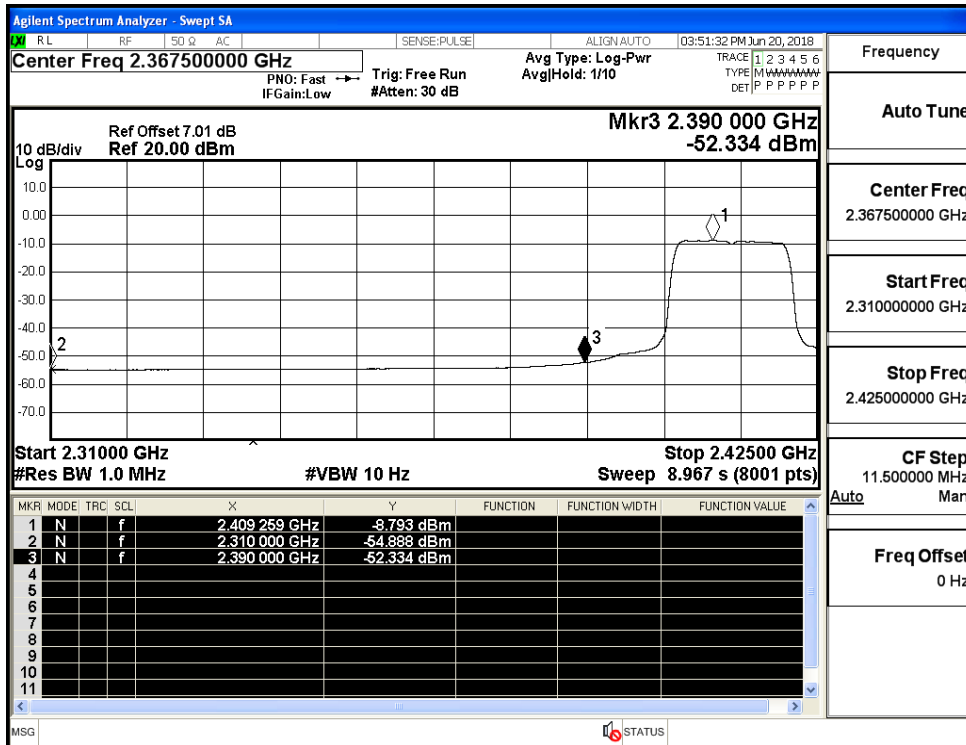 Agilent Spectrum Analyzer - Swept SA
LXI RL RF 50 Ω AC SENSE:PULSE ALIGN AUTO 03:51:32 PM Jun 20, 2018
Center Freq 2.367500000 GHz
PNO: Fast
IFGain:Low
Trig: Free Run
#Atten: 30 dB
Avg Type: Log-Pwr
Avg|Hold: 1/10
TRACE 1 2 3 4 5 6
TYPE M
DET P P P P P P
Mkr3 2.390 000 GHz
-52.334 dBm
Ref Offset 7.01 dB
Ref 20.00 dBm
10 dB/div
Log
10.0
0.00
-10.0
-20.0
-30.0
-40.0
-50.0
-60.0
-70.0
1
2
3
Start 2.31000 GHz Stop 2.42500 GHz
#Res BW 1.0 MHz #VBW 10 Hz Sweep 8.967 s (8001 pts)
MKR MODE TRC SCL X Y FUNCTION FUNCTION WIDTH FUNCTION VALUE
1 N f 2.409 259 GHz -8.793 dBm
2 N f 2.310 000 GHz -54.888 dBm
3 N f 2.390 000 GHz -52.334 dBm
4
5
6
7
8
9
10
11
MSG STATUS
Frequency
Auto Tune
Center Freq
2.367500000 GHz
Start Freq
2.310000000 GHz
Stop Freq
2.425000000 GHz
CF Step
11.500000 MHz
Auto Man
Freq Offset
0 Hz